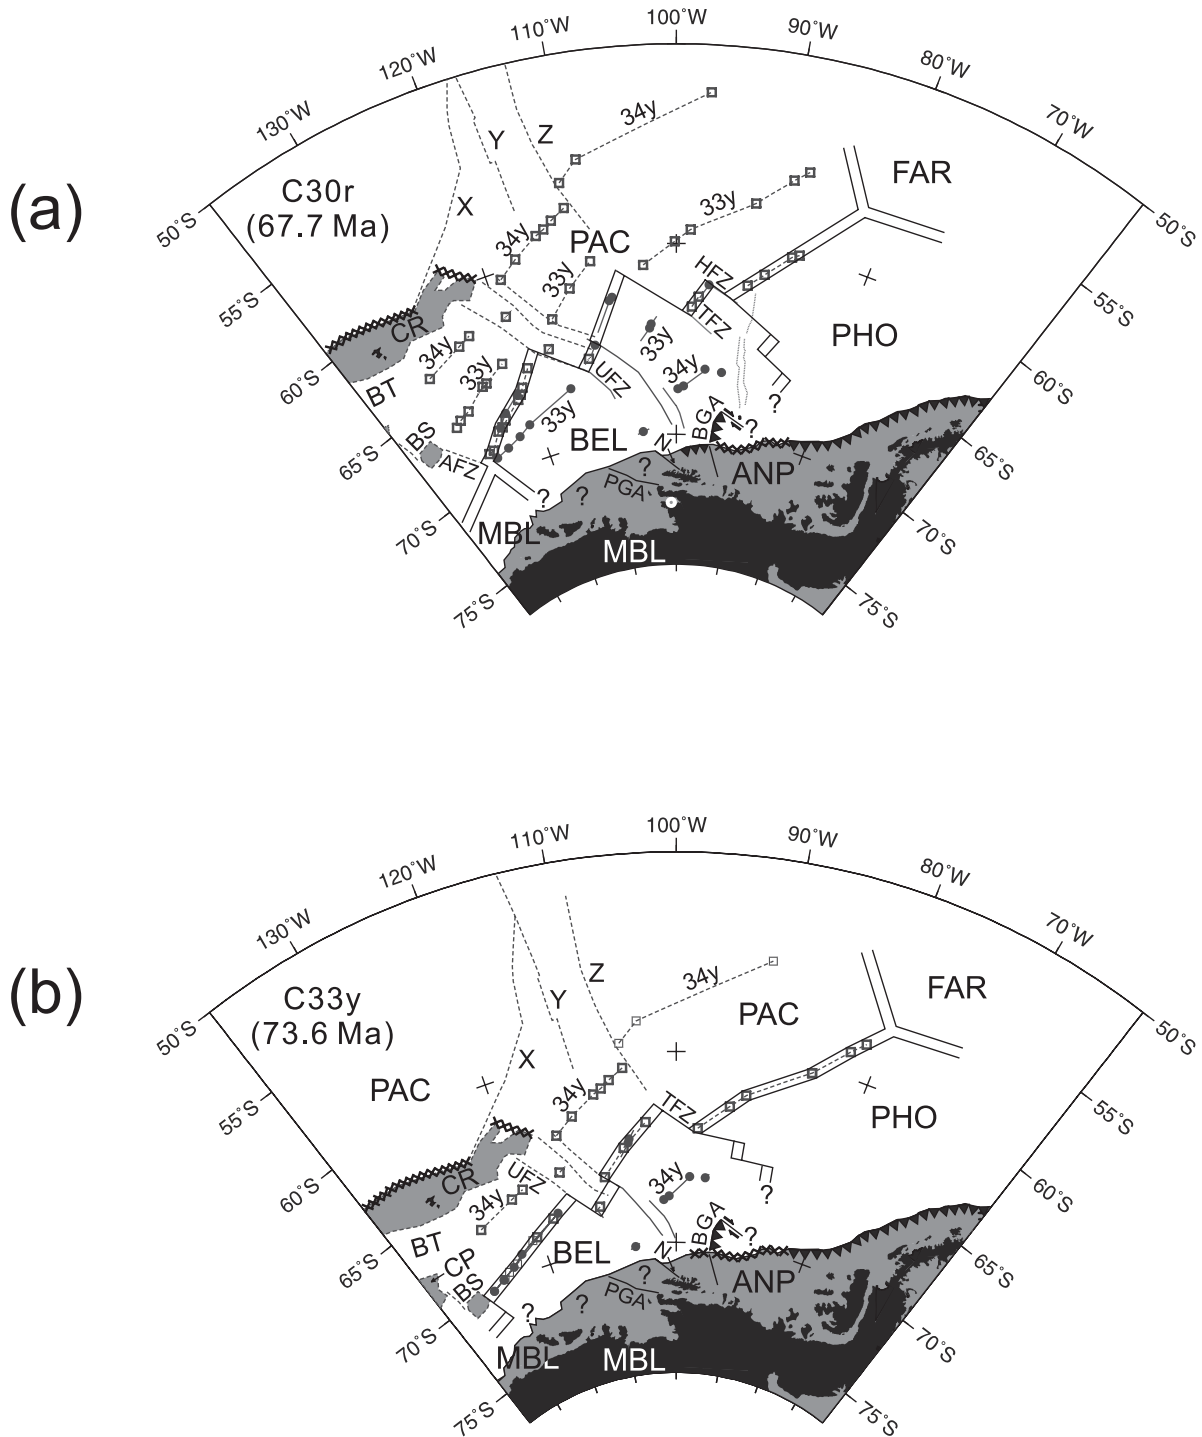 (a)
130˚W
120˚W
110˚W
100˚W
90˚W
80˚W
70˚W
50˚S
55˚S
60˚S
65˚S
70˚S
75˚S
50˚S
55˚S
60˚S
65˚S
70˚S
75˚S
C30r
(67.7 Ma)
X
Y
Z
34y
34y
33y
33y
PAC
FAR
HFZ
TFZ
PHO
CR
BT
34y
33y
33y
UFZ
33y
34y
BS
AFZ
BEL
N
BGA
?
?
?
?
?
PGA
ANP
MBL
MBL
(b)
130˚W
120˚W
110˚W
100˚W
90˚W
80˚W
70˚W
50˚S
55˚S
60˚S
65˚S
70˚S
75˚S
50˚S
55˚S
60˚S
65˚S
70˚S
75˚S
C33y
(73.6 Ma)
PAC
X
Y
Z
34y
PAC
FAR
34y
TFZ
PHO
CR
UFZ
34y
BT
CP
BS
BEL
34y
N
BGA
?
?
?
?
?
PGA
ANP
MBL
MBL